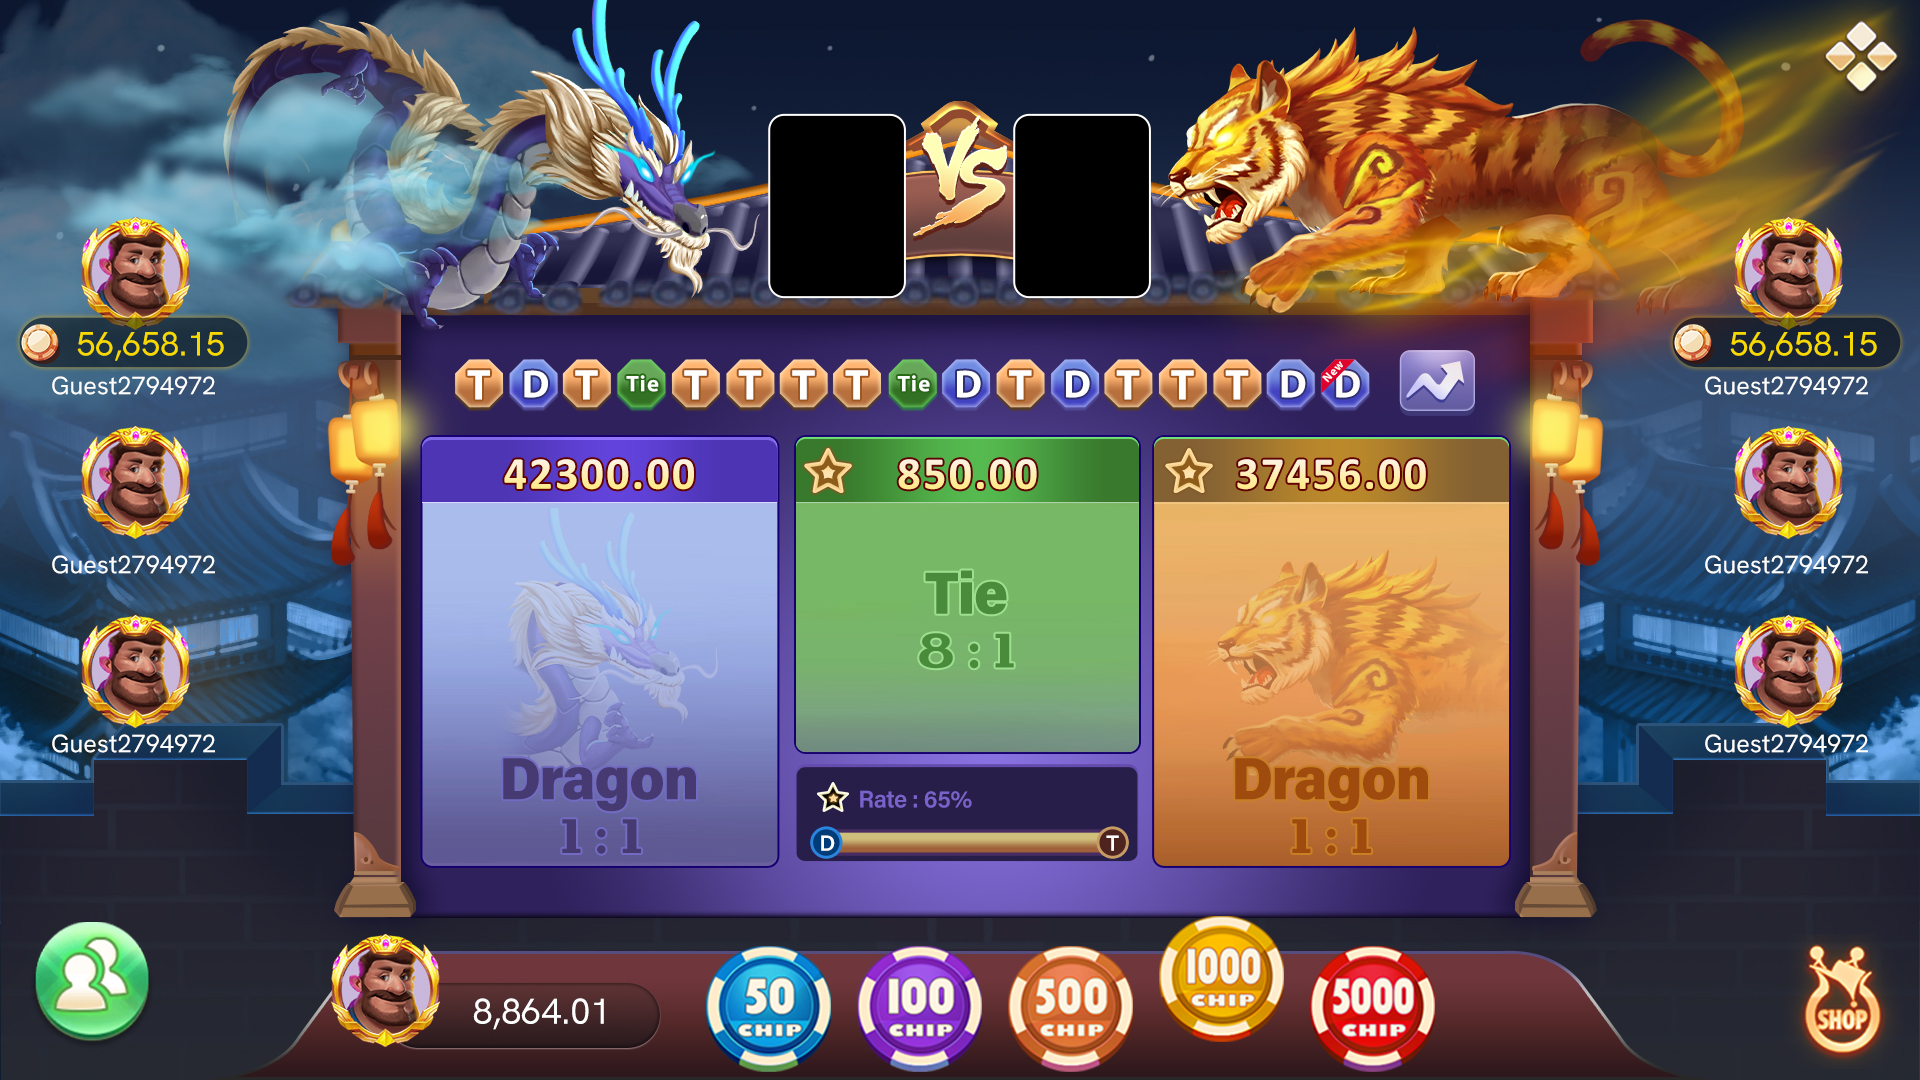 VS
56,658.15
Guest2794972
56,658.15
Guest2794972
T D T Tie T T T T Tie D T D T T T D New D
42300.00
850.00
37456.00
Guest2794972
Guest2794972
Tie
8 : 1
Guest2794972
Guest2794972
Dragon
1 : 1
Rate : 65%
D T
Dragon
1 : 1
8,864.01
50
CHIP
100
CHIP
500
CHIP
1000
CHIP
5000
CHIP
SHOP